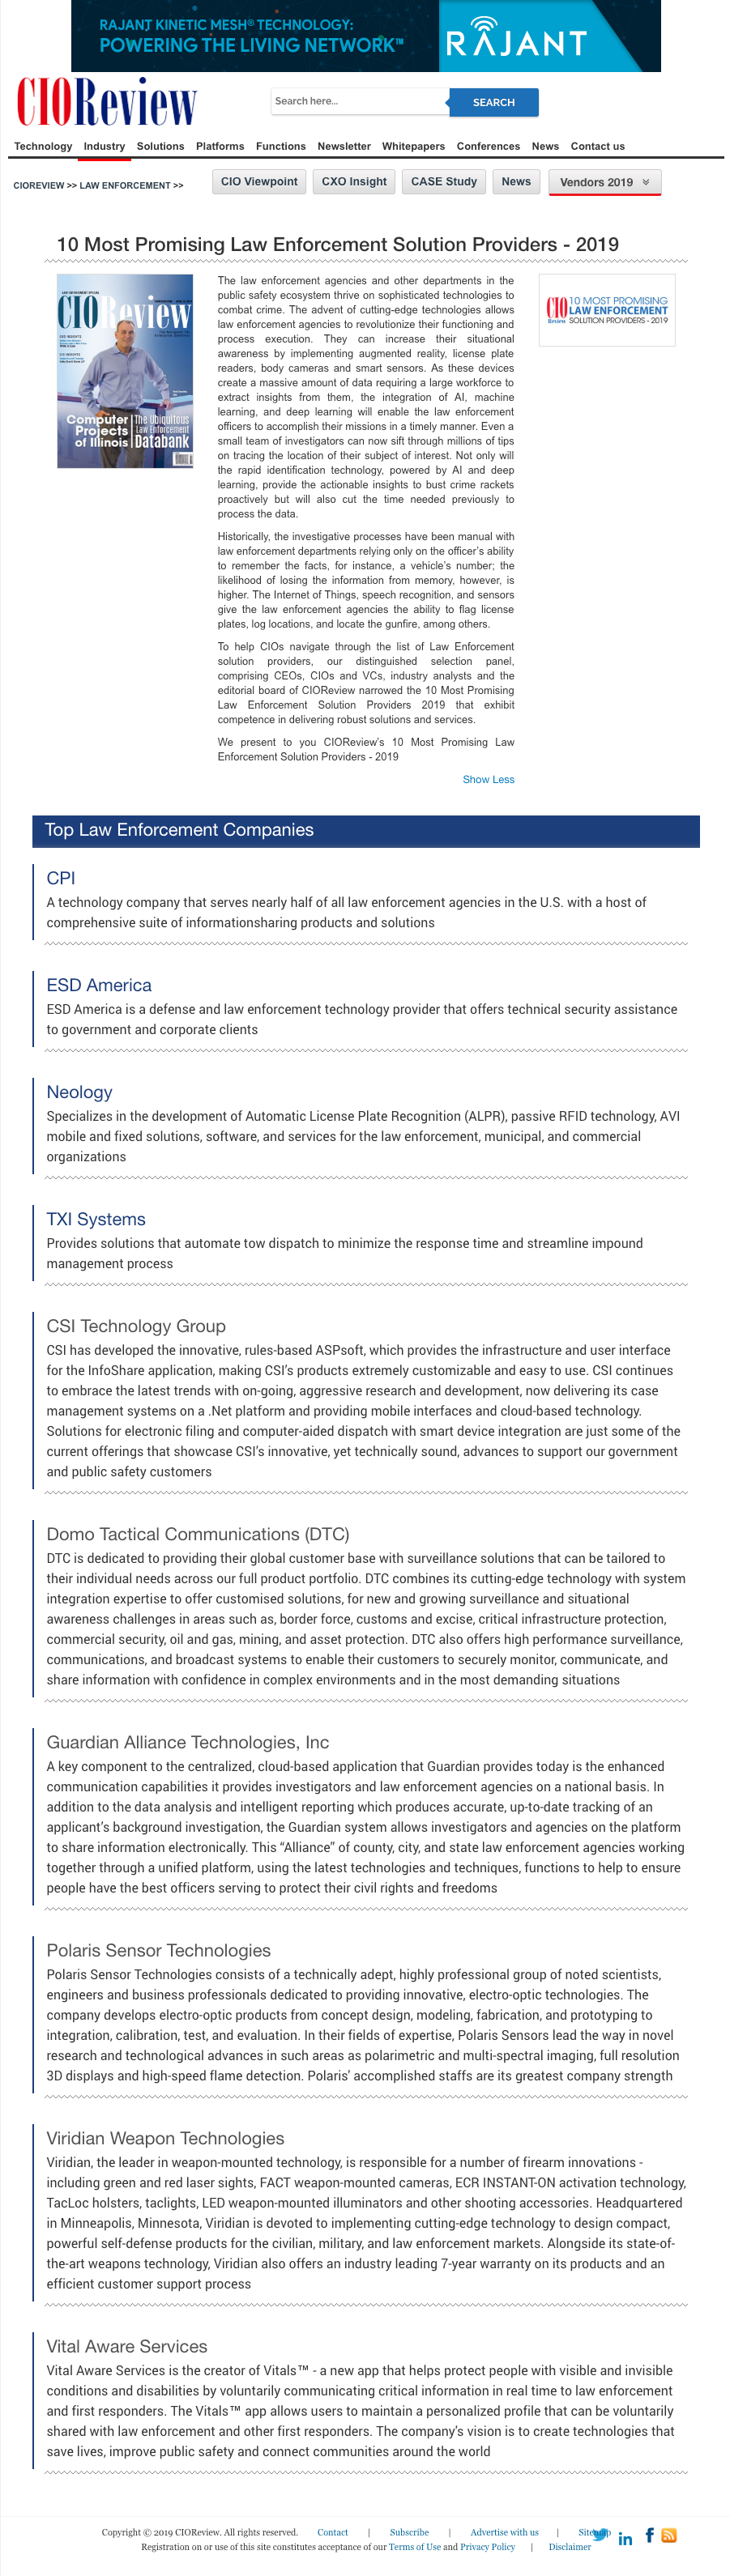 RAJANT KINETIC MESH® TECHNOLOGY:
POWERING THE LIVING NETWORK™
RAJANT
CIOReview
Search here...
SEARCH
Technology Industry Solutions Platforms Functions Newsletter Whitepapers Conferences News Contact us
CIOREVIEW >> LAW ENFORCEMENT >>
CIO Viewpoint CXO Insight CASE Study News Vendors 2019
10 Most Promising Law Enforcement Solution Providers - 2019
CIOReview
Computer
Projects
of Illinois
The Ubiquitous
Law Enforcement
Databank
The law enforcement agencies and other departments in the
public safety ecosystem thrive on sophisticated technologies to
combat crime. The advent of cutting-edge technologies allows
law enforcement agencies to revolutionize their functioning and
process execution. They can increase their situational
awareness by implementing augmented reality, license plate
readers, body cameras and smart sensors. As these devices
create a massive amount of data requiring a large workforce to
extract insights from them, the integration of AI, machine
learning, and deep learning will enable the law enforcement
officers to accomplish their missions in a timely manner. Even a
small team of investigators can now sift through millions of tips
on tracing the location of their subject of interest. Not only will
the rapid identification technology, powered by AI and deep
learning, provide the actionable insights to bust crime rackets
proactively but will also cut the time needed previously to
process the data.
Historically, the investigative processes have been manual with
law enforcement departments relying only on the officer's ability
to remember the facts, for instance, a vehicle's number; the
likelihood of losing the information from memory, however, is
higher. The Internet of Things, speech recognition, and sensors
give the law enforcement agencies the ability to flag license
plates, log locations, and locate the gunfire, among others.
To help CIOs navigate through the list of Law Enforcement
solution providers, our distinguished selection panel,
comprising CEOs, CIOs and VCs, industry analysts and the
editorial board of CIOReview narrowed the 10 Most Promising
Law Enforcement Solution Providers 2019 that exhibit
competence in delivering robust solutions and services.
We present to you CIOReview's 10 Most Promising Law
Enforcement Solution Providers - 2019
Show Less
CIO Review
10 MOST PROMISING
LAW ENFORCEMENT
SOLUTION PROVIDERS - 2019
Top Law Enforcement Companies
CPI
A technology company that serves nearly half of all law enforcement agencies in the U.S. with a host of
comprehensive suite of informationsharing products and solutions
ESD America
ESD America is a defense and law enforcement technology provider that offers technical security assistance
to government and corporate clients
Neology
Specializes in the development of Automatic License Plate Recognition (ALPR), passive RFID technology, AVI
mobile and fixed solutions, software, and services for the law enforcement, municipal, and commercial
organizations
TXI Systems
Provides solutions that automate tow dispatch to minimize the response time and streamline impound
management process
CSI Technology Group
CSI has developed the innovative, rules-based ASPsoft, which provides the infrastructure and user interface
for the InfoShare application, making CSI's products extremely customizable and easy to use. CSI continues
to embrace the latest trends with on-going, aggressive research and development, now delivering its case
management systems on a .Net platform and providing mobile interfaces and cloud-based technology.
Solutions for electronic filing and computer-aided dispatch with smart device integration are just some of the
current offerings that showcase CSI's innovative, yet technically sound, advances to support our government
and public safety customers
Domo Tactical Communications (DTC)
DTC is dedicated to providing their global customer base with surveillance solutions that can be tailored to
their individual needs across our full product portfolio. DTC combines its cutting-edge technology with system
integration expertise to offer customised solutions, for new and growing surveillance and situational
awareness challenges in areas such as, border force, customs and excise, critical infrastructure protection,
commercial security, oil and gas, mining, and asset protection. DTC also offers high performance surveillance,
communications, and broadcast systems to enable their customers to securely monitor, communicate, and
share information with confidence in complex environments and in the most demanding situations
Guardian Alliance Technologies, Inc
A key component to the centralized, cloud-based application that Guardian provides today is the enhanced
communication capabilities it provides investigators and law enforcement agencies on a national basis. In
addition to the data analysis and intelligent reporting which produces accurate, up-to-date tracking of an
applicant's background investigation, the Guardian system allows investigators and agencies on the platform
to share information electronically. This “Alliance” of county, city, and state law enforcement agencies working
together through a unified platform, using the latest technologies and techniques, functions to help to ensure
people have the best officers serving to protect their civil rights and freedoms
Polaris Sensor Technologies
Polaris Sensor Technologies consists of a technically adept, highly professional group of noted scientists,
engineers and business professionals dedicated to providing innovative, electro-optic technologies. The
company develops electro-optic products from concept design, modeling, fabrication, and prototyping to
integration, calibration, test, and evaluation. In their fields of expertise, Polaris Sensors lead the way in novel
research and technological advances in such areas as polarimetric and multi-spectral imaging, full resolution
3D displays and high-speed flame detection. Polaris' accomplished staffs are its greatest company strength
Viridian Weapon Technologies
Viridian, the leader in weapon-mounted technology, is responsible for a number of firearm innovations -
including green and red laser sights, FACT weapon-mounted cameras, ECR INSTANT-ON activation technology,
TacLoc holsters, taclights, LED weapon-mounted illuminators and other shooting accessories. Headquartered
in Minneapolis, Minnesota, Viridian is devoted to implementing cutting-edge technology to design compact,
powerful self-defense products for the civilian, military, and law enforcement markets. Alongside its state-of-
the-art weapons technology, Viridian also offers an industry leading 7-year warranty on its products and an
efficient customer support process
Vital Aware Services
Vital Aware Services is the creator of Vitals™ - a new app that helps protect people with visible and invisible
conditions and disabilities by voluntarily communicating critical information in real time to law enforcement
and first responders. The Vitals™ app allows users to maintain a personalized profile that can be voluntarily
shared with law enforcement and other first responders. The company's vision is to create technologies that
save lives, improve public safety and connect communities around the world
Copyright © 2019 CIOReview. All rights reserved. Contact | Subscribe | Advertise with us | Sitemap
Registration on or use of this site constitutes acceptance of our Terms of Use and Privacy Policy | Disclaimer